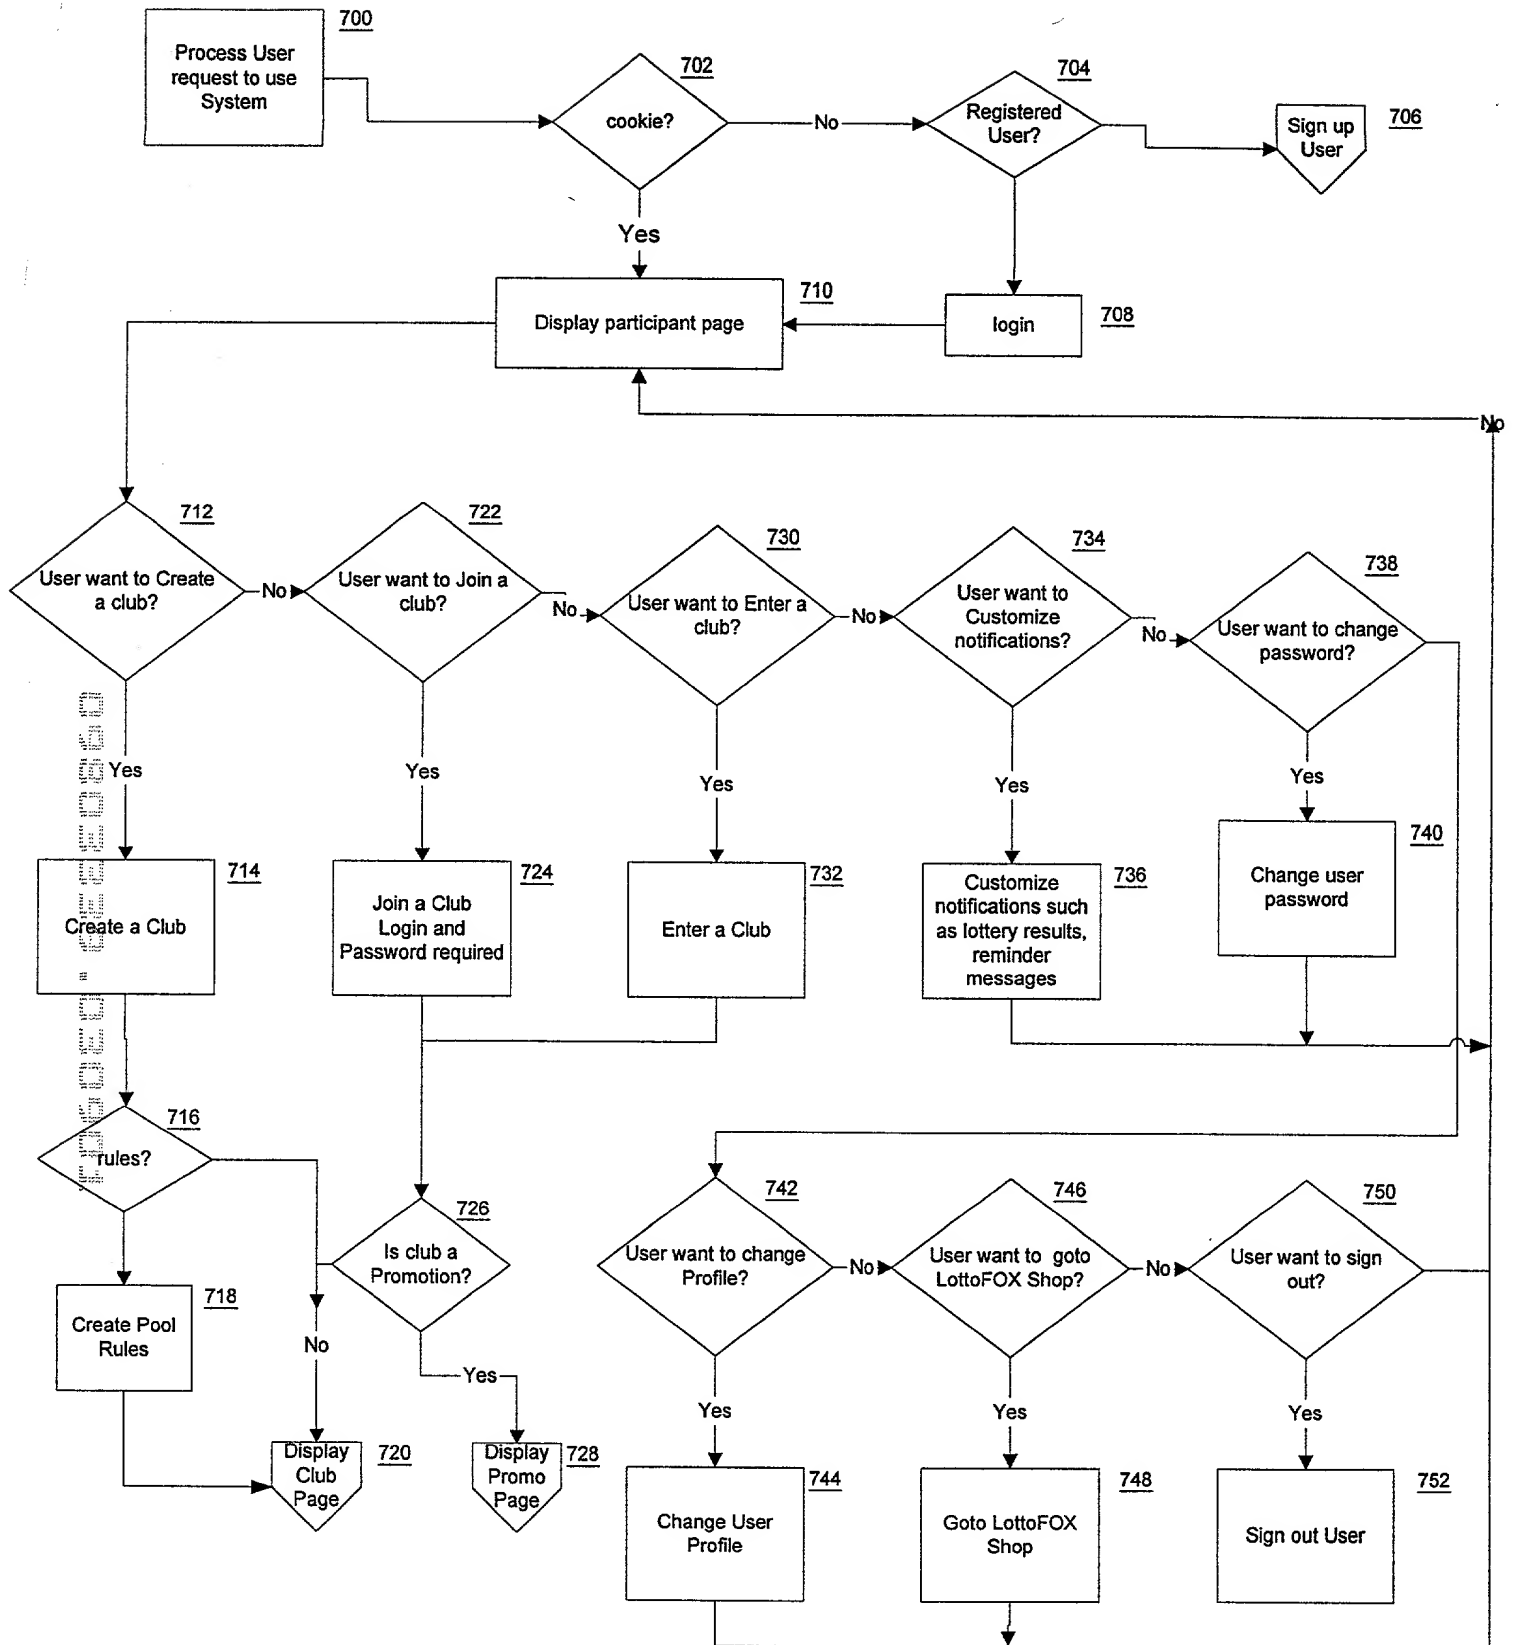 700
Process User
request to use
System
702
cookie?
No
704
Registered
User?
706
Sign up
User
Yes
710
Display participant page
login
708
No
712
User want to Create
a club?
No
722
User want to Join a
club?
No
730
User want to Enter a
club?
No
734
User want to
Customize
notifications?
No
738
User want to change
password?
Yes
Yes
Yes
Yes
Yes
714
Create a Club
724
Join a Club
Login and
Password required
732
Enter a Club
736
Customize
notifications such
as lottery results,
reminder
messages
740
Change user
password
716
rules?
726
Is club a
Promotion?
742
User want to change
Profile?
No
746
User want to goto
LottoFOX Shop?
No
750
User want to sign
out?
718
Create Pool
Rules
No
Yes
Yes
Yes
Yes
720
Display
Club
Page
728
Display
Promo
Page
744
Change User
Profile
748
Goto LottoFOX
Shop
752
Sign out User